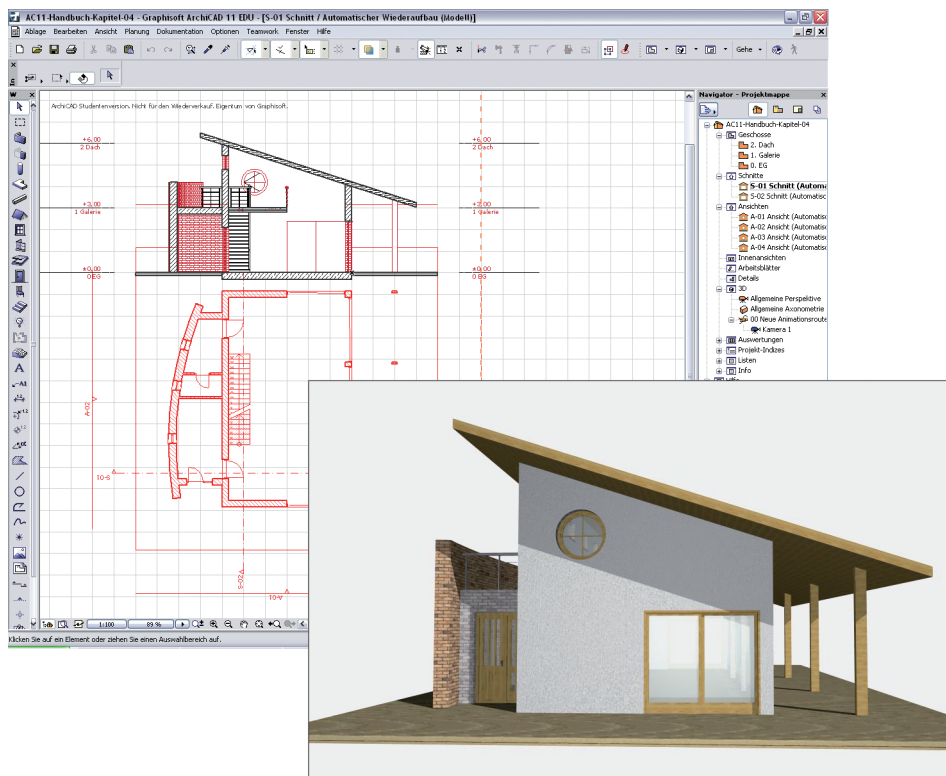 AC11-Handbuch-Kapitel-04 - Graphisoft ArchiCAD 11 EDU - [S-01 Schnitt / Automatischer Wiederaufbau (Modell)]
Ablage Bearbeiten Ansicht Planung Dokumentation Optionen Teamwork Fenster Hilfe
Gehe
Navigator - Projektmappe
ArchiCAD Studentenversion. Nicht für den Wiederverkauf. Eigentum von Graphisoft.
AC11-Handbuch-Kapitel-04
Geschosse
2. Dach
1. Galerie
0. EG
Schnitte
S-01 Schnitt (Automa
S-02 Schnitt (Automatisc
Ansichten
A-01 Ansicht (Automatisc
A-02 Ansicht (Automatisc
A-03 Ansicht (Automatisc
A-04 Ansicht (Automatisc
Innenansichten
Arbeitsblätter
Details
3D
Allgemeine Perspektive
Allgemeine Axonometrie
00 Neue Animationsroute
Kamera 1
Auswertungen
Projekt-Indizes
Listen
Info
+6,00
2 Dach
+6,00
2 Dach
+3,00
1 Galerie
1 Galerie
±0,00
0 EG
±0,00
0 EG
A-02
S-01
S-02
A-01
1:100
89 %
Klicken Sie auf ein Element oder ziehen Sie einen Auswahlbereich auf.